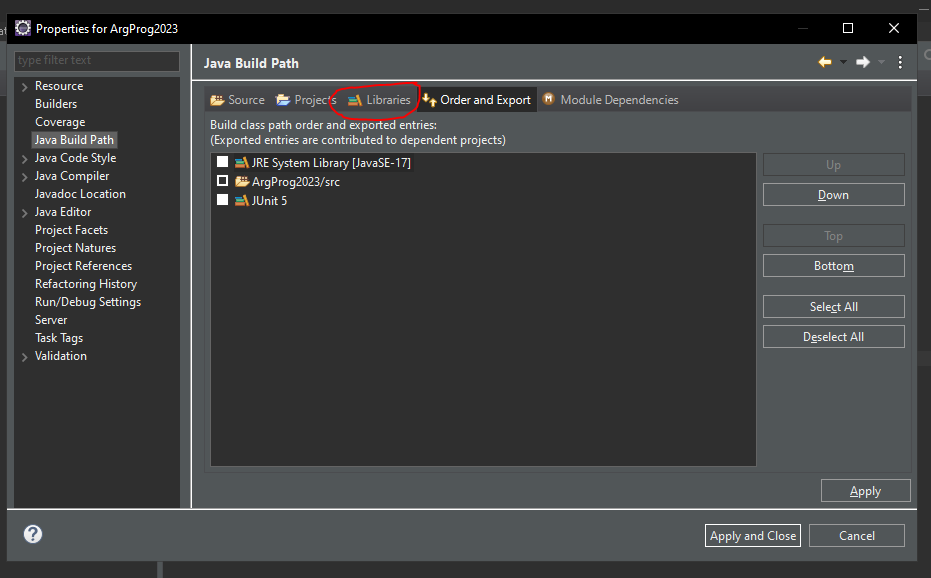 Properties for ArgProg2023
type filter text
Resource
Builders
Coverage
Java Build Path
Java Code Style
Java Compiler
Javadoc Location
Java Editor
Project Facets
Project Natures
Project References
Refactoring History
Run/Debug Settings
Server
Task Tags
Validation
Java Build Path
Source Projects Libraries Order and Export Module Dependencies
Build class path order and exported entries:
(Exported entries are contributed to dependent projects)
JRE System Library [JavaSE-17]
ArgProg2023/src
JUnit 5
Up
Down
Top
Bottom
Select All
Deselect All
Apply
Apply and Close Cancel